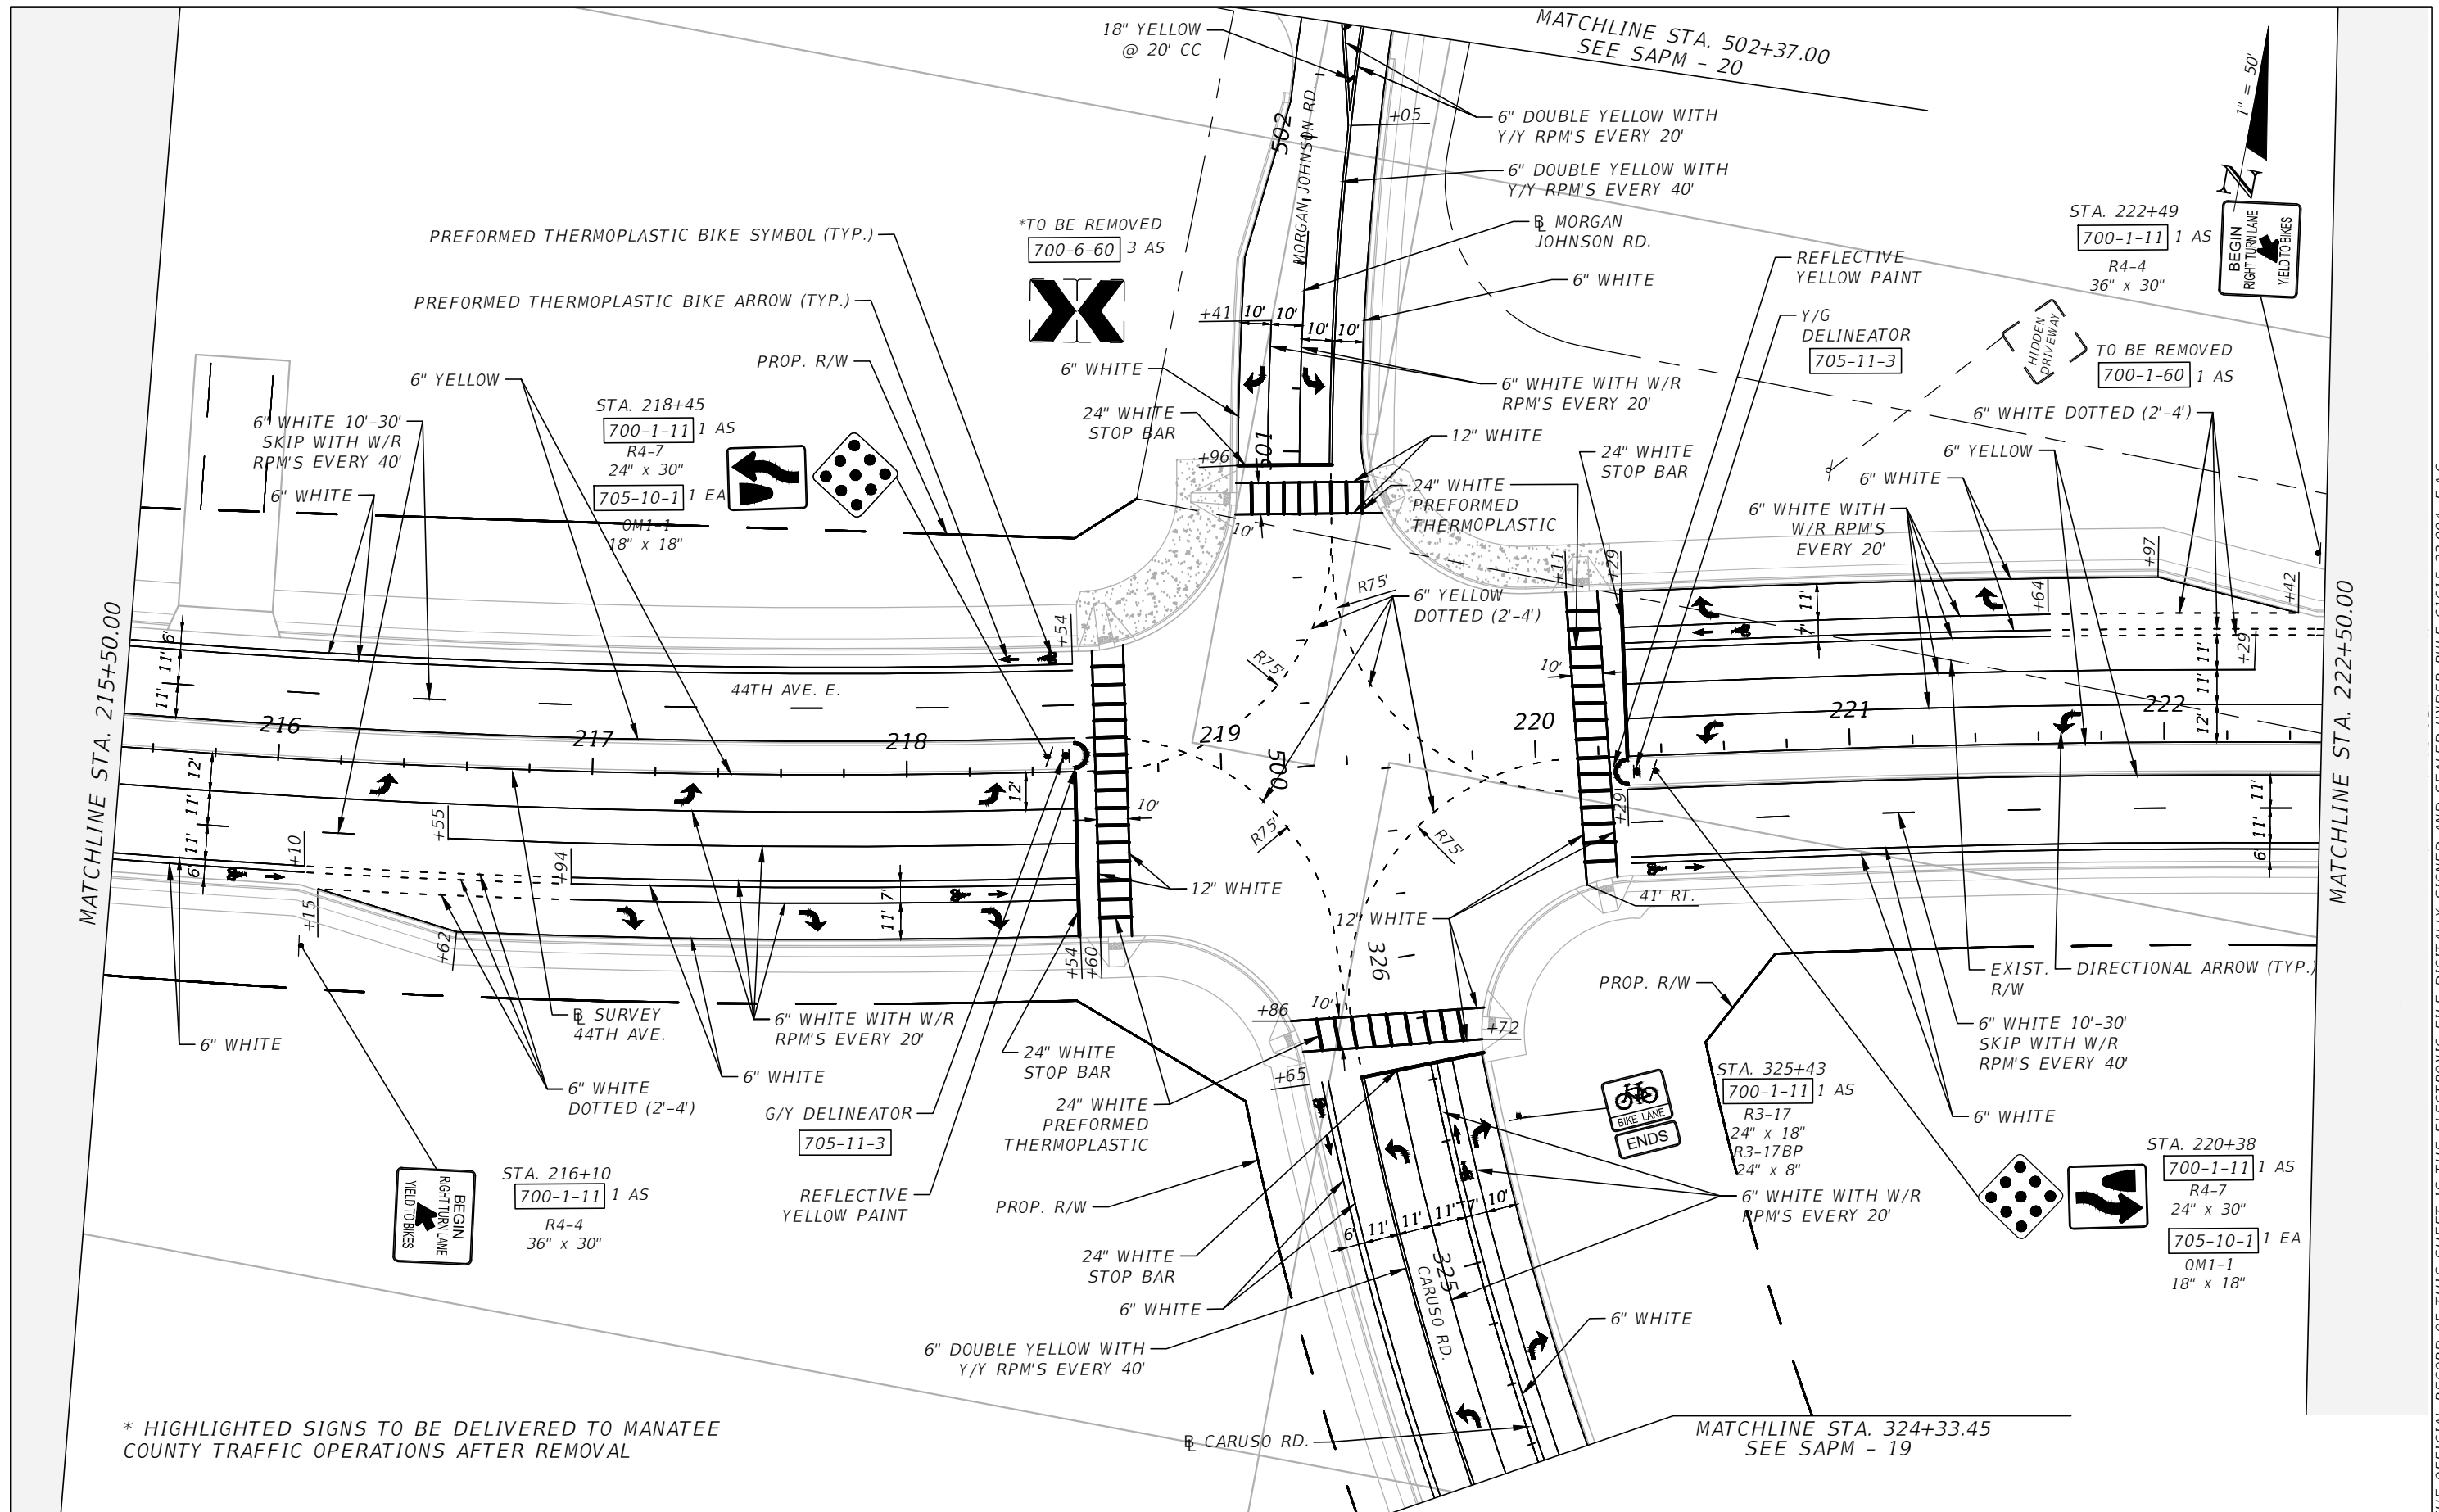 18" YELLOW
@ 20' CC
MATCHLINE STA. 502+37.00
SEE SAPM - 20
1" = 50'
N
502
MORGAN JOHNSON RD.
+05
6" DOUBLE YELLOW WITH
Y/Y RPM'S EVERY 20'
6" DOUBLE YELLOW WITH
Y/Y RPM'S EVERY 40'
℄ MORGAN
JOHNSON RD.
6" WHITE
STA. 222+49
700-1-11 1 AS
R4-4
36" x 30"
BEGIN
RIGHT TURN LANE
YIELD TO BIKES
PREFORMED THERMOPLASTIC BIKE SYMBOL (TYP.)
*TO BE REMOVED
700-6-60 3 AS
REFLECTIVE
YELLOW PAINT
PREFORMED THERMOPLASTIC BIKE ARROW (TYP.)
+41
10'
10'
10'
10'
Y/G
DELINEATOR
705-11-3
HIDDEN
DRIVEWAY
TO BE REMOVED
700-1-60 1 AS
PROP. R/W
6" WHITE
6" YELLOW
6" WHITE WITH W/R
RPM'S EVERY 20'
6" WHITE DOTTED (2'-4')
STA. 218+45
700-1-11 1 AS
R4-7
24" x 30"
705-10-1 1 EA
OM1-1
18" x 18"
6" WHITE 10'-30'
SKIP WITH W/R
RPM'S EVERY 40'
6" WHITE
24" WHITE
STOP BAR
+96
501
12" WHITE
24" WHITE
STOP BAR
6" YELLOW
6" WHITE
24" WHITE
PREFORMED
THERMOPLASTIC
6" WHITE WITH
W/R RPM'S
EVERY 20'
10'
+11
+29
+97
+42
+64
+29
R75'
6" YELLOW
DOTTED (2'-4')
R75'
+54
MATCHLINE STA. 215+50.00
6'
11'
11'
44TH AVE. E.
10'
11'
7'
11'
11'
12'
MATCHLINE STA. 222+50.00
216
217
218
219
220
221
222
500
12'
11'
11'
6'
12'
10'
R75'
R75'
+29
11'
11'
6'
+10
+55
+94
+15
+62
7'
11'
+54
+60
12" WHITE
12" WHITE
41' RT.
326
6" WHITE
℄ SURVEY
44TH AVE.
6" WHITE WITH W/R
RPM'S EVERY 20'
6" WHITE
6" WHITE
DOTTED (2'-4')
G/Y DELINEATOR
705-11-3
24" WHITE
STOP BAR
24" WHITE
PREFORMED
THERMOPLASTIC
+86
10'
+72
+65
PROP. R/W
EXIST.
R/W
DIRECTIONAL ARROW (TYP.)
6" WHITE 10'-30'
SKIP WITH W/R
RPM'S EVERY 40'
6" WHITE
BIKE LANE
ENDS
STA. 325+43
700-1-11 1 AS
R3-17
24" x 18"
R3-17BP
24" x 8"
STA. 220+38
700-1-11 1 AS
R4-7
24" x 30"
705-10-1 1 EA
OM1-1
18" x 18"
BEGIN
RIGHT TURN LANE
YIELD TO BIKES
STA. 216+10
700-1-11 1 AS
R4-4
36" x 30"
REFLECTIVE
YELLOW PAINT
PROP. R/W
6" WHITE WITH W/R
RPM'S EVERY 20'
6'
11'
11'
11'
7'
10'
24" WHITE
STOP BAR
6" WHITE
325
CARUSO RD.
6" WHITE
6" DOUBLE YELLOW WITH
Y/Y RPM'S EVERY 40'
* HIGHLIGHTED SIGNS TO BE DELIVERED TO MANATEE
COUNTY TRAFFIC OPERATIONS AFTER REMOVAL
℄ CARUSO RD.
MATCHLINE STA. 324+33.45
SEE SAPM - 19